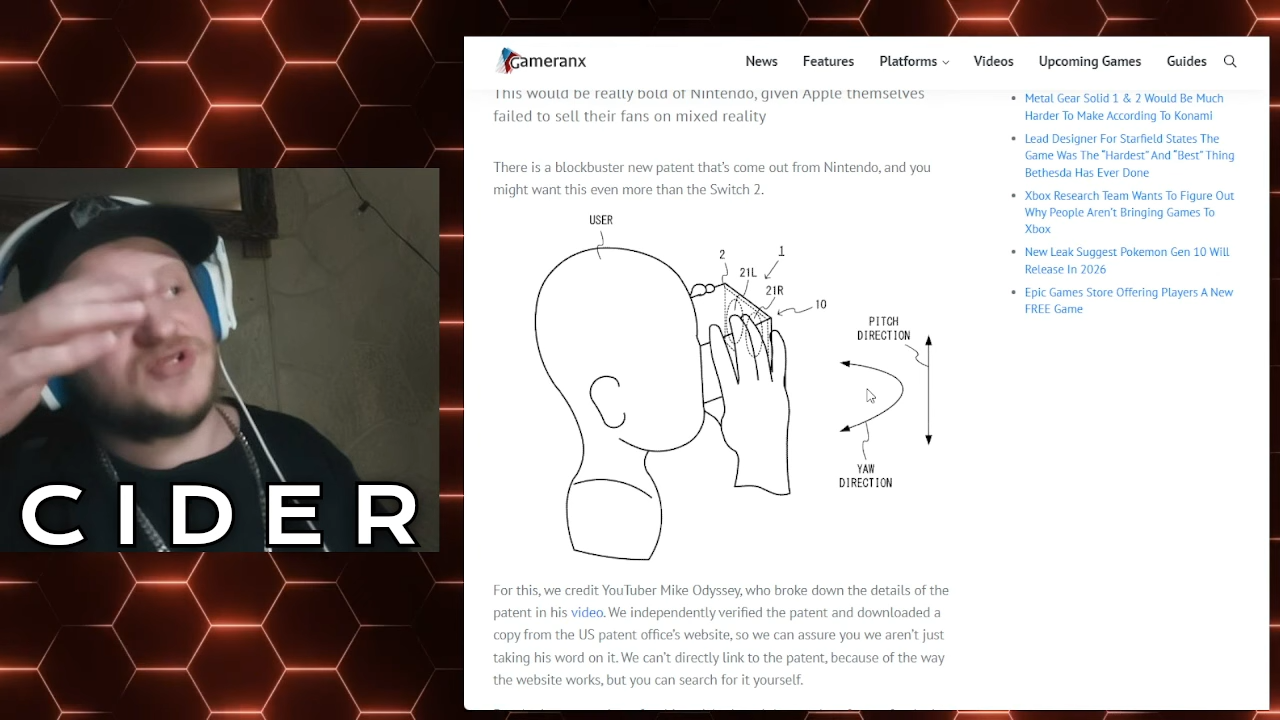 Gameranx
News Features Platforms Videos Upcoming Games Guides
This would be really bold of Nintendo, given Apple themselves
failed to sell their fans on mixed reality
There is a blockbuster new patent that's come out from Nintendo, and you
might want this even more than the Switch 2.
USER
2
1
21L
21R
10
PITCH
DIRECTION
YAW
DIRECTION
For this, we credit YouTuber Mike Odyssey, who broke down the details of the
patent in his video. We independently verified the patent and downloaded a
copy from the US patent office's website, so we can assure you we aren't just
taking his word on it. We can't directly link to the patent, because of the way
the website works, but you can search for it yourself.
Metal Gear Solid 1 & 2 Would Be Much
Harder To Make According To Konami
Lead Designer For Starfield States The
Game Was The "Hardest" And "Best" Thing
Bethesda Has Ever Done
Xbox Research Team Wants To Figure Out
Why People Aren't Bringing Games To
Xbox
New Leak Suggest Pokemon Gen 10 Will
Release In 2026
Epic Games Store Offering Players A New
FREE Game
CIDER